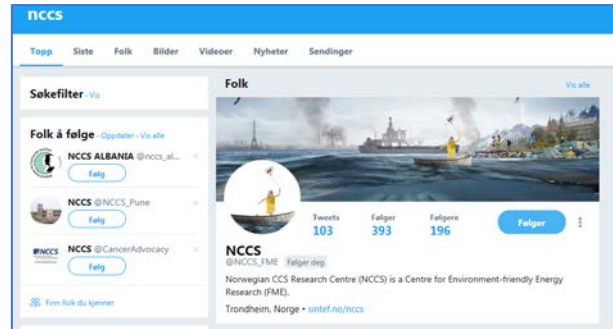 nccs
Topp Siste Folk Bilder Videoer Nyheter Sendinger
Søkefilter · Vis
Folk å følge · Oppdater · Vis alle
NCCS ALBANIA @nccs_al...
Følg
NCCS @NCCS_Pune
Følg
NCCS @CancerAdvocacy
Følg
Finn folk du kjenner
Folk
Vis alle
Tweets Følger Følgere
103 393 196
Følger
NCCS
@NCCS_FME Følger deg
Norwegian CCS Research Centre (NCCS) is a Centre for Environment-friendly Energy
Research (FME).
Trondheim, Norge • sintef.no/nccs